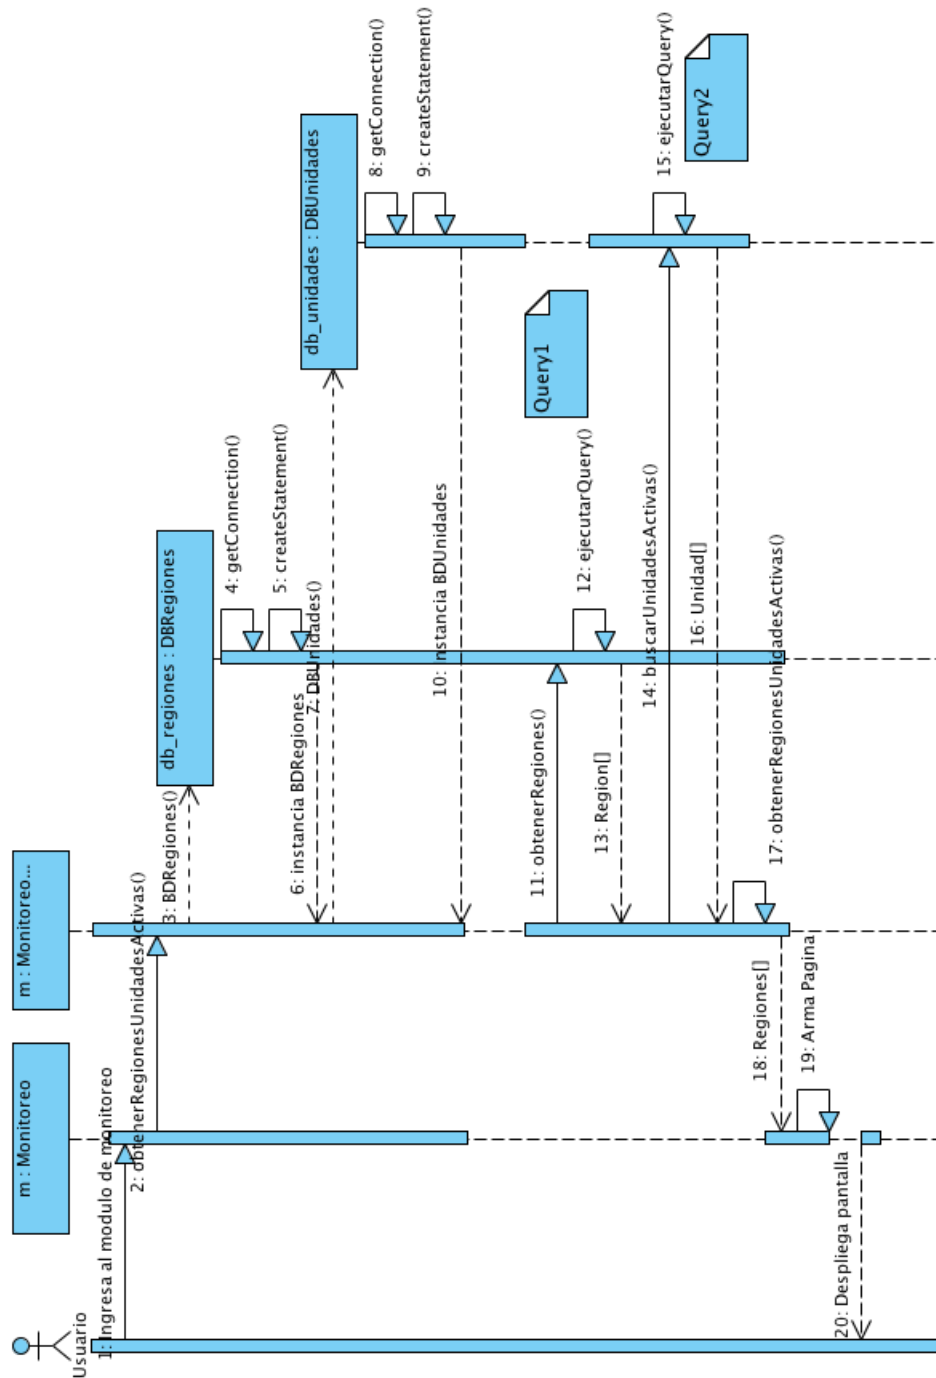 Usuario
m : Monitoreo
m : Monitoreo...
db_regiones : DBRegiones
db_unidades : DBUnidades
1: Ingresa al modulo de monitoreo
2: obtenerRegionesUnidadesActivas()
3: BDRegiones()
4: getConnection()
5: createStatement()
6: instancia BDRegiones
7: DBUnidades()
8: getConnection()
9: createStatement()
10: instancia BDUnidades
11: obtenerRegiones()
12: ejecutarQuery()
Query1
13: Region[]
14: buscarUnidadesActivas()
15: ejecutarQuery()
Query2
16: Unidad[]
17: obtenerRegionesUnidadesActivas()
18: Regiones[]
19: Arma Pagina
20: Despliega pantalla